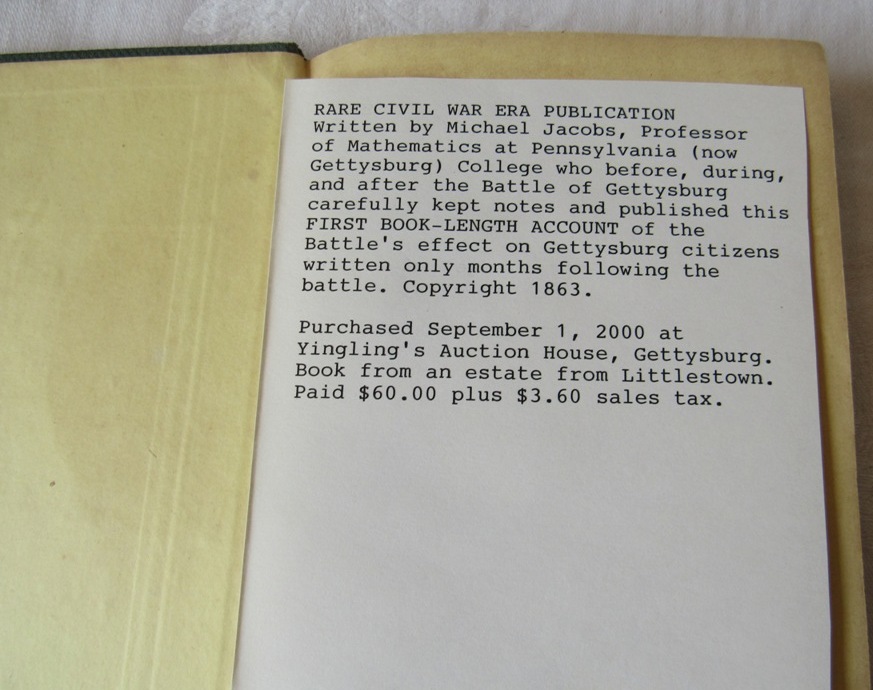 RARE CIVIL WAR ERA PUBLICATION
Written by Michael Jacobs, Professor
of Mathematics at Pennsylvania (now
Gettysburg) College who before, during,
and after the Battle of Gettysburg
carefully kept notes and published this
FIRST BOOK-LENGTH ACCOUNT of the
Battle's effect on Gettysburg citizens
written only months following the
battle. Copyright 1863.
Purchased September 1, 2000 at
Yingling's Auction House, Gettysburg.
Book from an estate from Littlestown.
Paid $60.00 plus $3.60 sales tax.